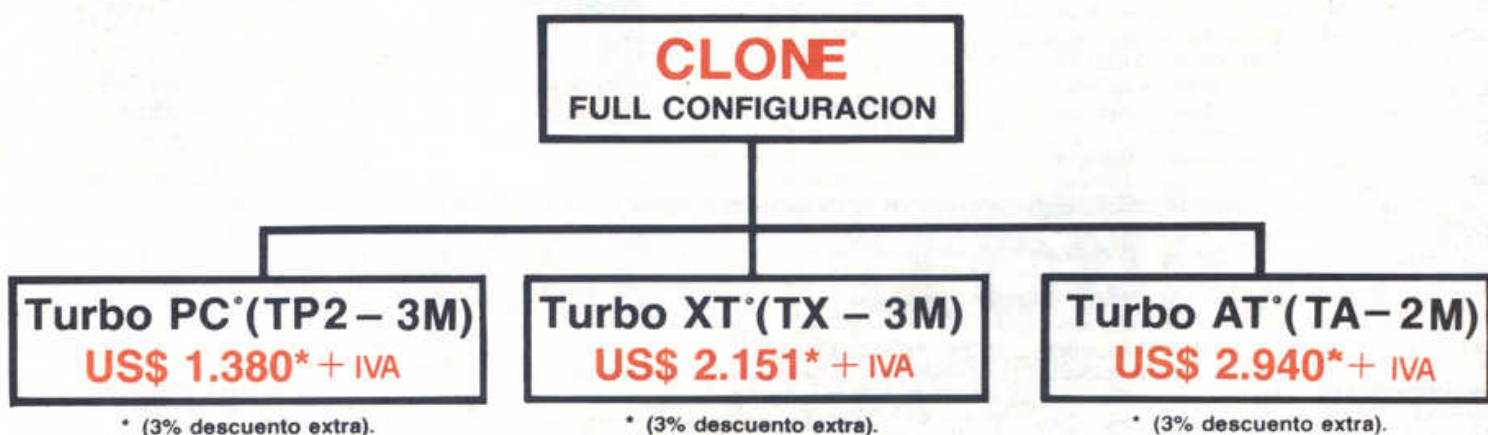 CLONE
FULL CONFIGURACION
Turbo PC°(TP2 – 3M)
US$ 1.380* + IVA
* (3% descuento extra).
Turbo XT°(TX – 3M)
US$ 2.151* + IVA
* (3% descuento extra).
Turbo AT°(TA– 2M)
US$ 2.940* + IVA
* (3% descuento extra).